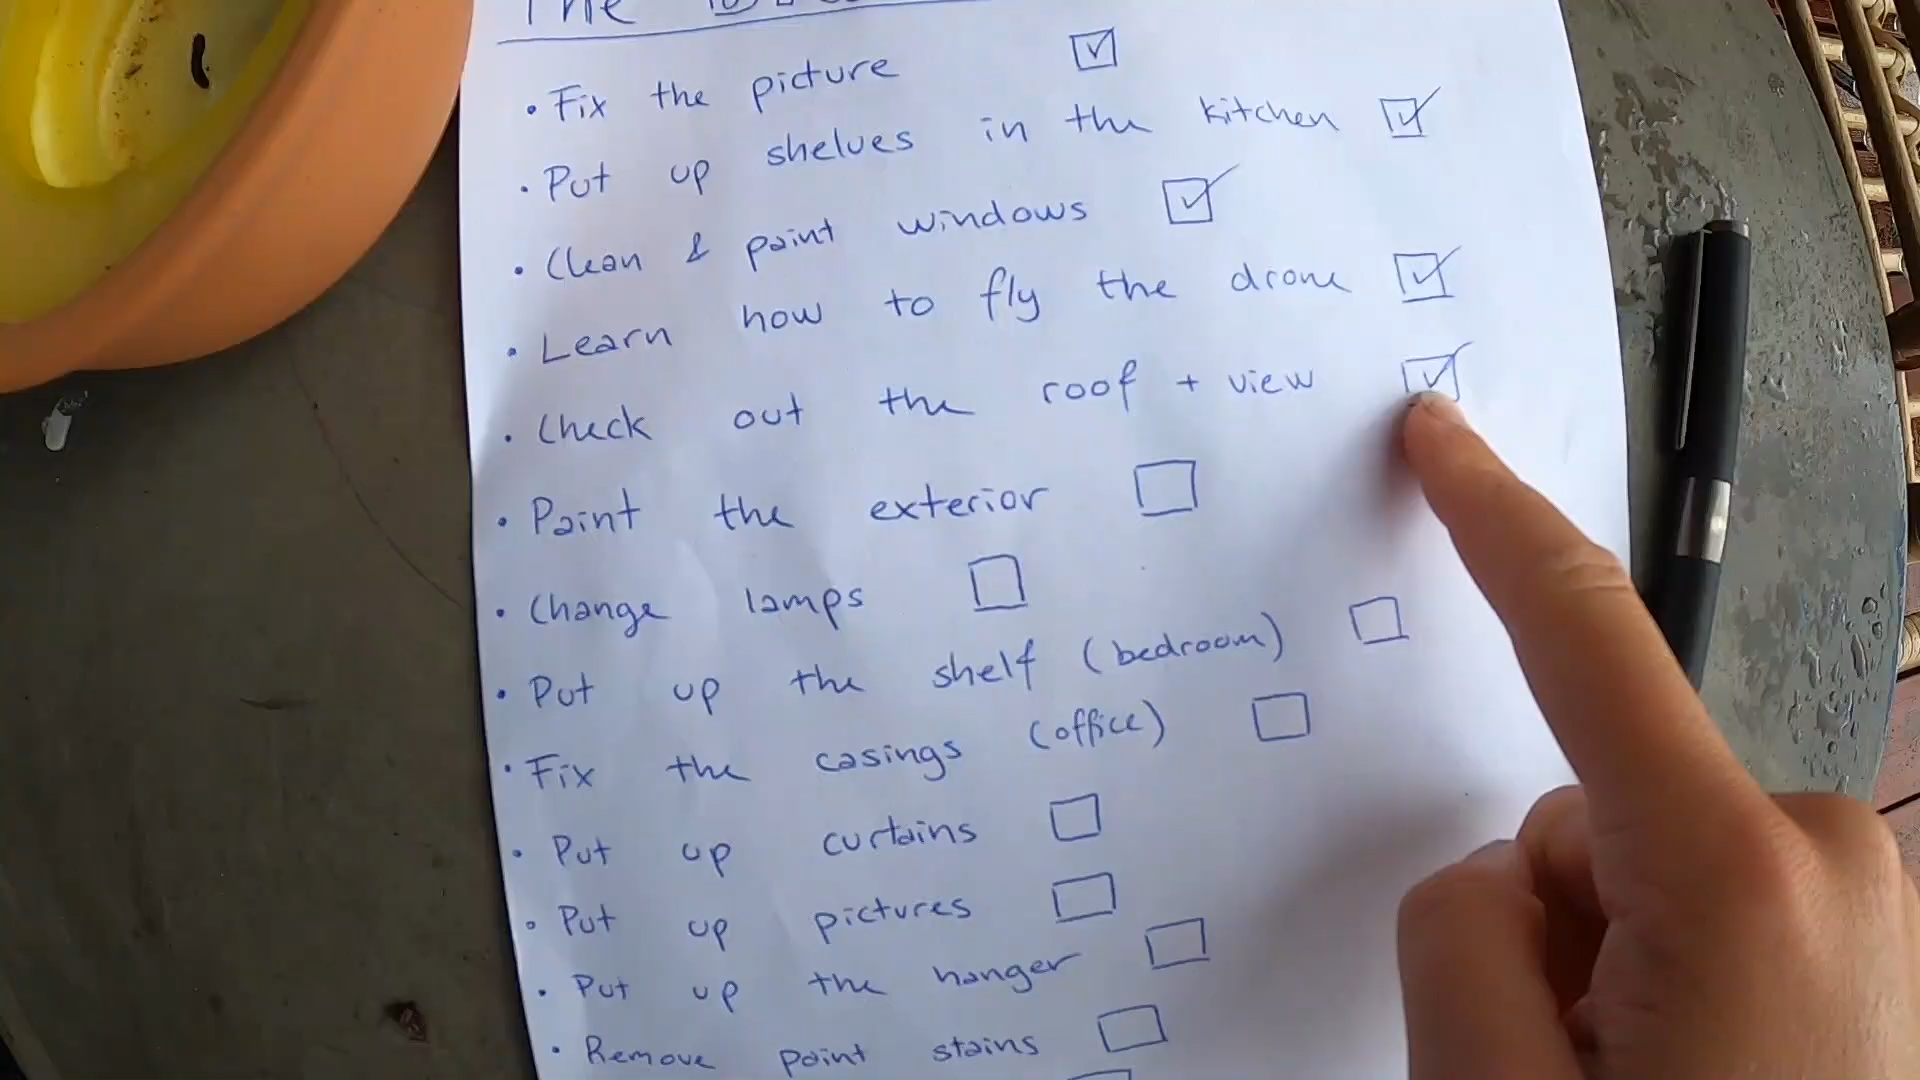 The
• Fix the picture ☑
• Put up shelves in the kitchen ☑
• Clean & paint windows ☑
• Learn how to fly the drone ☑
• Check out the roof + view ☑
• Paint the exterior ☐
• Change lamps ☐
• Put up the shelf (bedroom) ☐
• Fix the casings (office) ☐
• Put up curtains ☐
• Put up pictures ☐
• Put up the hanger ☐
• Remove paint stains ☐